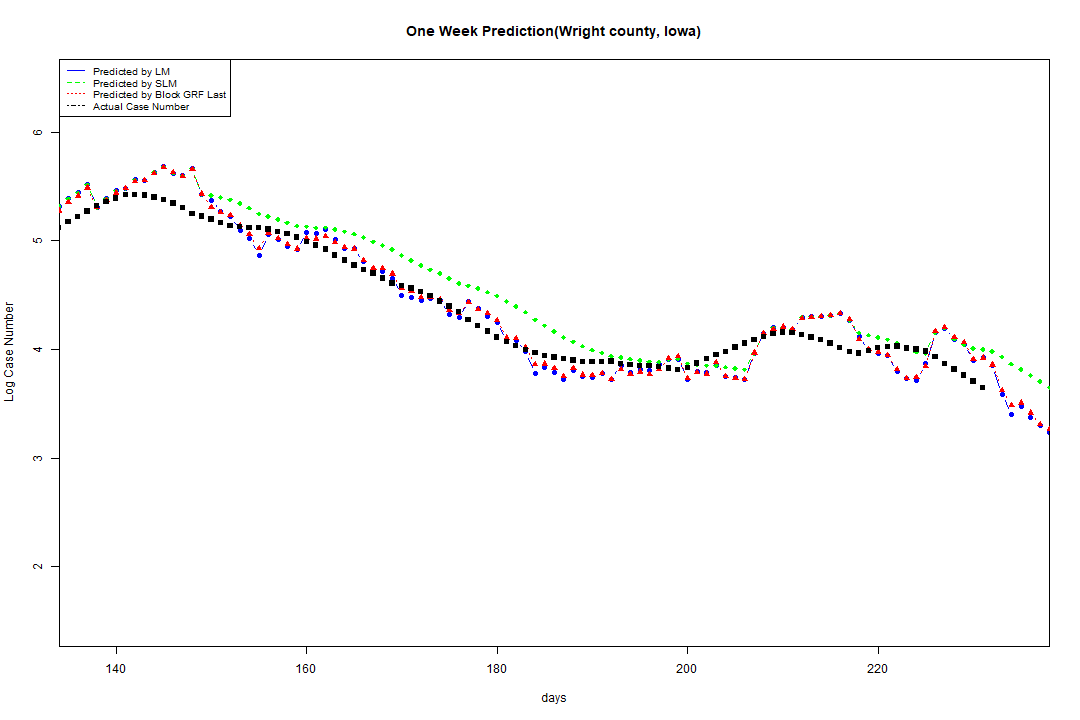 One Week Prediction(Wright county, Iowa)
Predicted by LM
Predicted by SLM
Predicted by Block GRF Last
Actual Case Number
6
5
4
3
2
Log Case Number
140 160 180 200 220
days